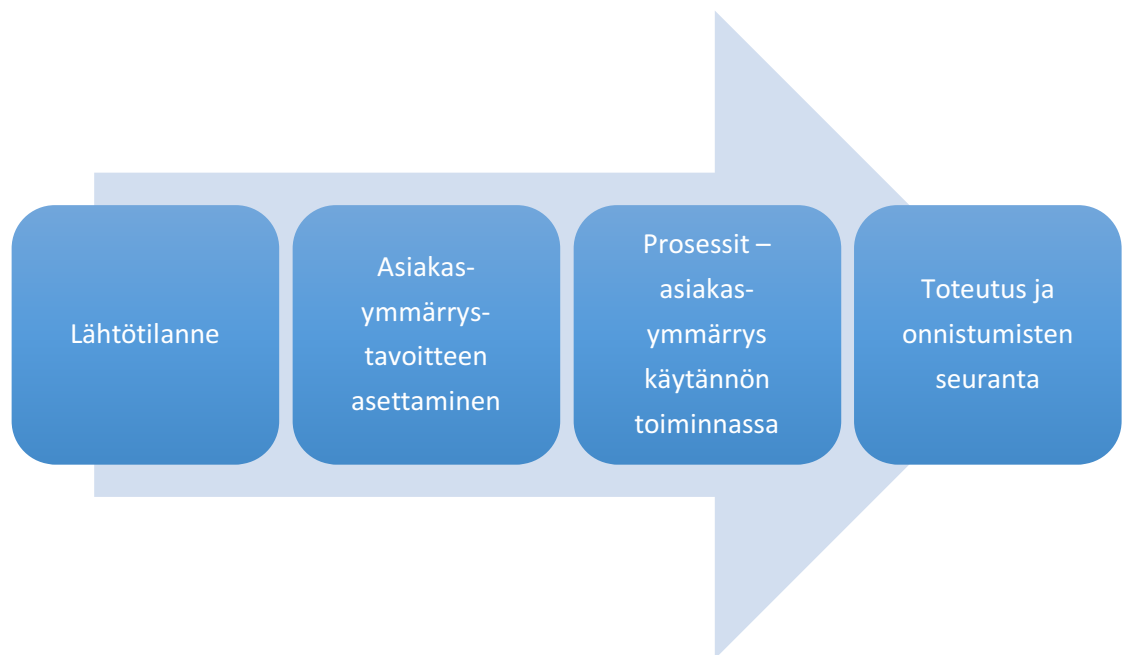 Lähtötilanne
Asiakas-
ymmärrys-
tavoitteen
asettaminen
Prosessit –
asiakas-
ymmärrys
käytännön
toiminnassa
Toteutus ja
onnistumisten
seuranta